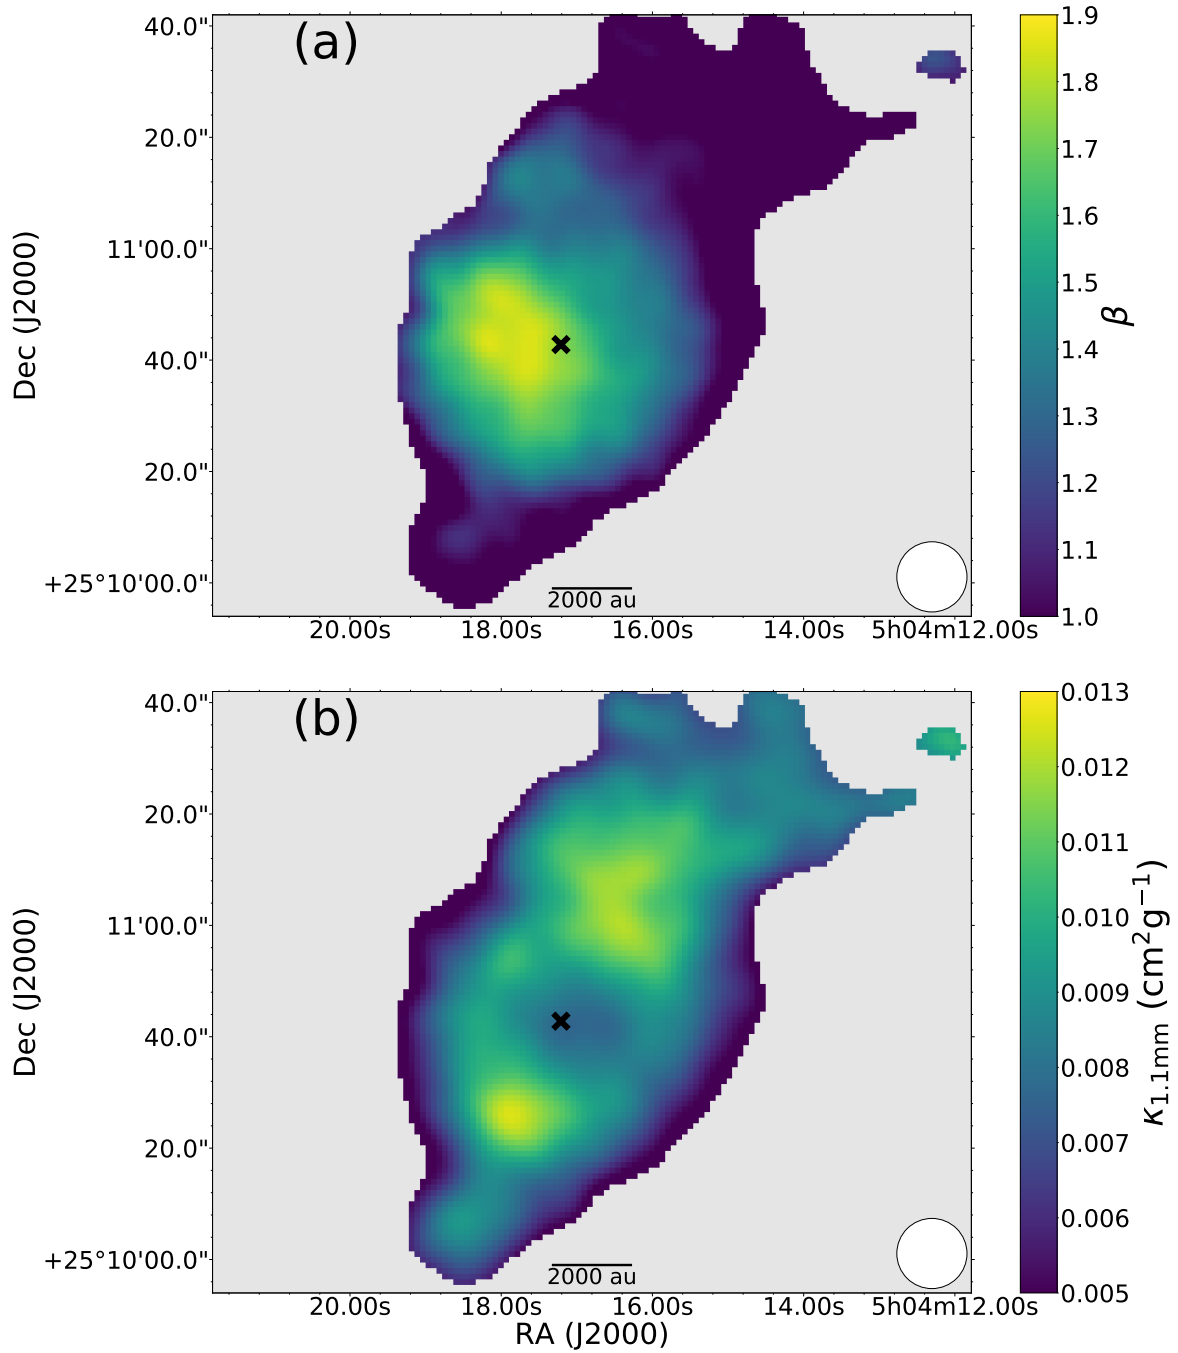 (a)
40.0"
20.0"
11'00.0"
40.0"
20.0"
+25°10'00.0"
Dec (J2000)
2000 au
20.00s 18.00s 16.00s 14.00s 5h04m12.00s
1.9
1.8
1.7
1.6
1.5
1.4
1.3
1.2
1.1
1.0
β
(b)
40.0"
20.0"
11'00.0"
40.0"
20.0"
+25°10'00.0"
Dec (J2000)
2000 au
20.00s 18.00s 16.00s 14.00s 5h04m12.00s
RA (J2000)
0.013
0.012
0.011
0.010
0.009
0.008
0.007
0.006
0.005
κ₁.₁mm (cm²g⁻¹)